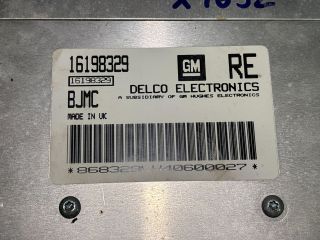 16198329
16198329
GM
RE
BJMC
DELCO ELECTRONICS
A SUBSIDIARY OF GM HUGHES ELECTRONICS
MADE IN UK